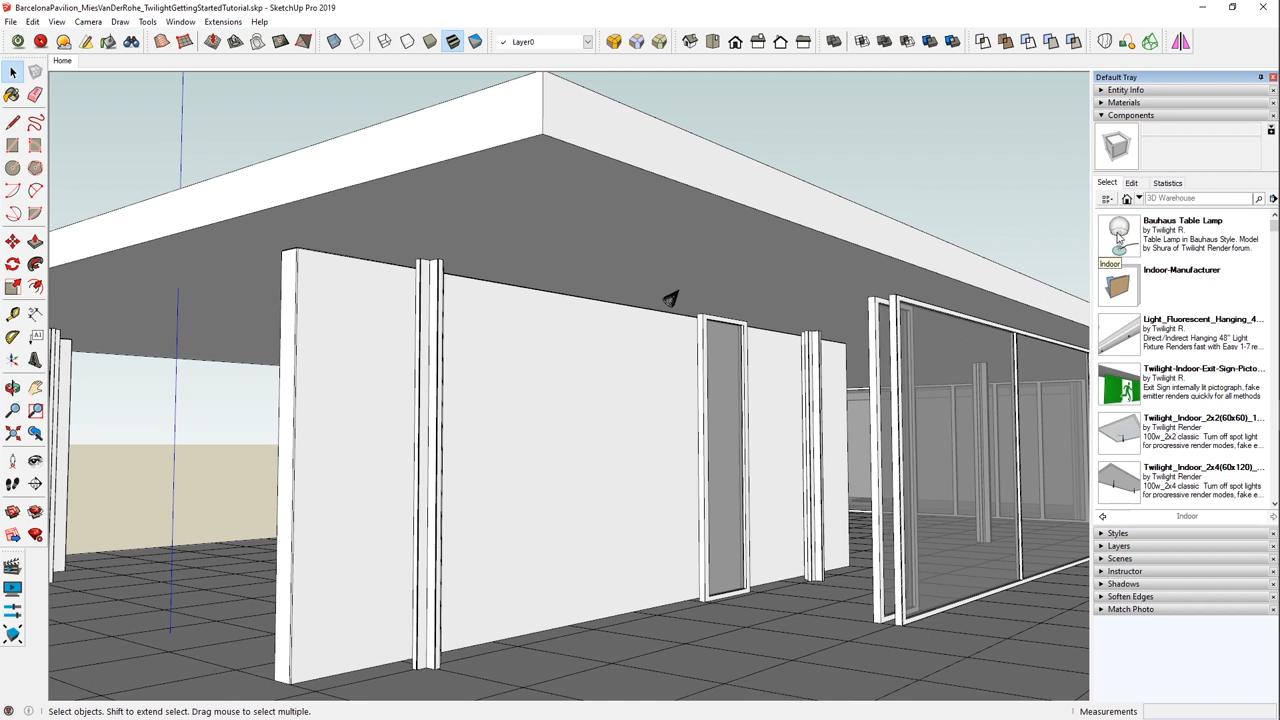 BarcelonaPavilion_MiesVanDerRohe_TwilightGettingStartedTutorial.skp - SketchUp Pro 2019
File Edit View Camera Draw Tools Window Extensions Help
Layer0
Home
Default Tray
Entity Info
Materials
Components
Select Edit Statistics
3D Warehouse
Bauhaus Table Lamp
by Twilight R.
Table Lamp in Bauhaus Style. Model
by Shura of Twilight Render forum.
Indoor
Indoor-Manufacturer
Light_Fluorescent_Hanging_4...
by Twilight R.
Direct/Indirect Hanging 48" Light
Fixture Renders fast with Easy 1-7 re...
Twilight-Indoor-Exit-Sign-Picto...
by Twilight R.
Exit Sign internally lit pictograph, fake
emitter renders quickly for all methods
Twilight_Indoor_2x2(60x60)_1...
by Twilight Render
100w_2x2 classic Turn off spot light
for progressive render modes, fake e...
Twilight_Indoor_2x4(60x120)_...
by Twilight Render
100w_2x4 classic Turn off spot lights
for progressive render modes, fake e...
Indoor
Styles
Layers
Scenes
Instructor
Shadows
Soften Edges
Match Photo
Select objects. Shift to extend select. Drag mouse to select multiple.
Measurements